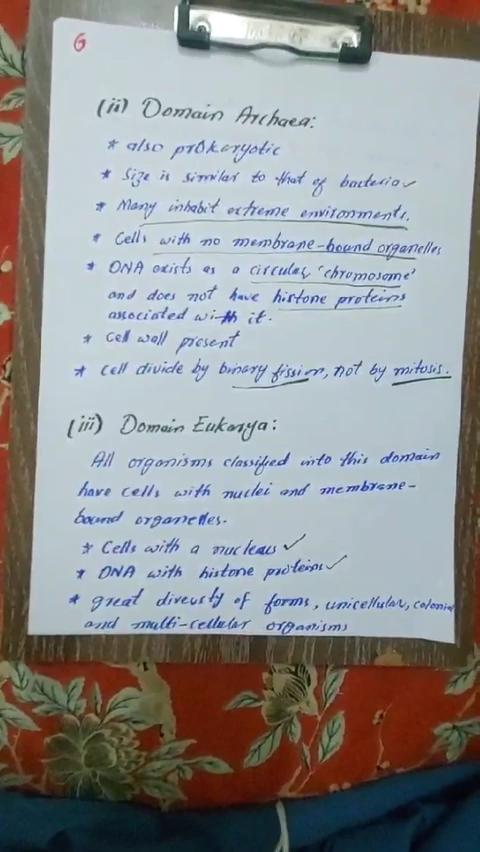 6
(ii) Domain Archaea:
* also prokaryotic
* Size is similar to that of bacteria ✓
* Many inhabit extreme environments.
* Cells with no membrane-bound organelles
* DNA exists as a circular 'chromosome'
and does not have histone proteins
associated with it.
* Cell wall present
* Cell divide by binary fission, not by mitosis.
(iii) Domain Eukarya:
All organisms classified into this domain
have cells with nuclei and membrane-
bound organelles.
* Cells with a nucleus ✓
* DNA with histone proteins ✓
* great diversity of forms, unicellular, colonial
and multi-cellular organisms